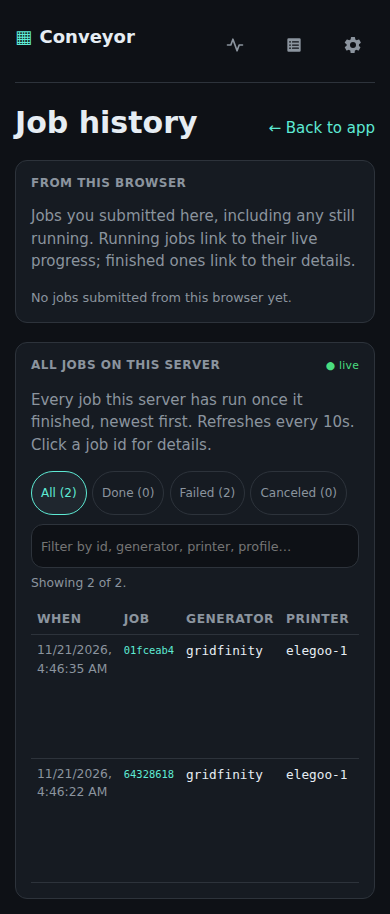 Conveyor
Job history
← Back to app
FROM THIS BROWSER
Jobs you submitted here, including any still
running. Running jobs link to their live
progress; finished ones link to their details.
No jobs submitted from this browser yet.
ALL JOBS ON THIS SERVER
● live
Every job this server has run once it
finished, newest first. Refreshes every 10s.
Click a job id for details.
All (2) Done (0) Failed (2) Canceled (0)
Filter by id, generator, printer, profile…
Showing 2 of 2.
WHEN JOB GENERATOR PRINTER
11/21/2026, 01fceab4 gridfinity elegoo-1
4:46:35 AM
11/21/2026, 64328618 gridfinity elegoo-1
4:46:22 AM